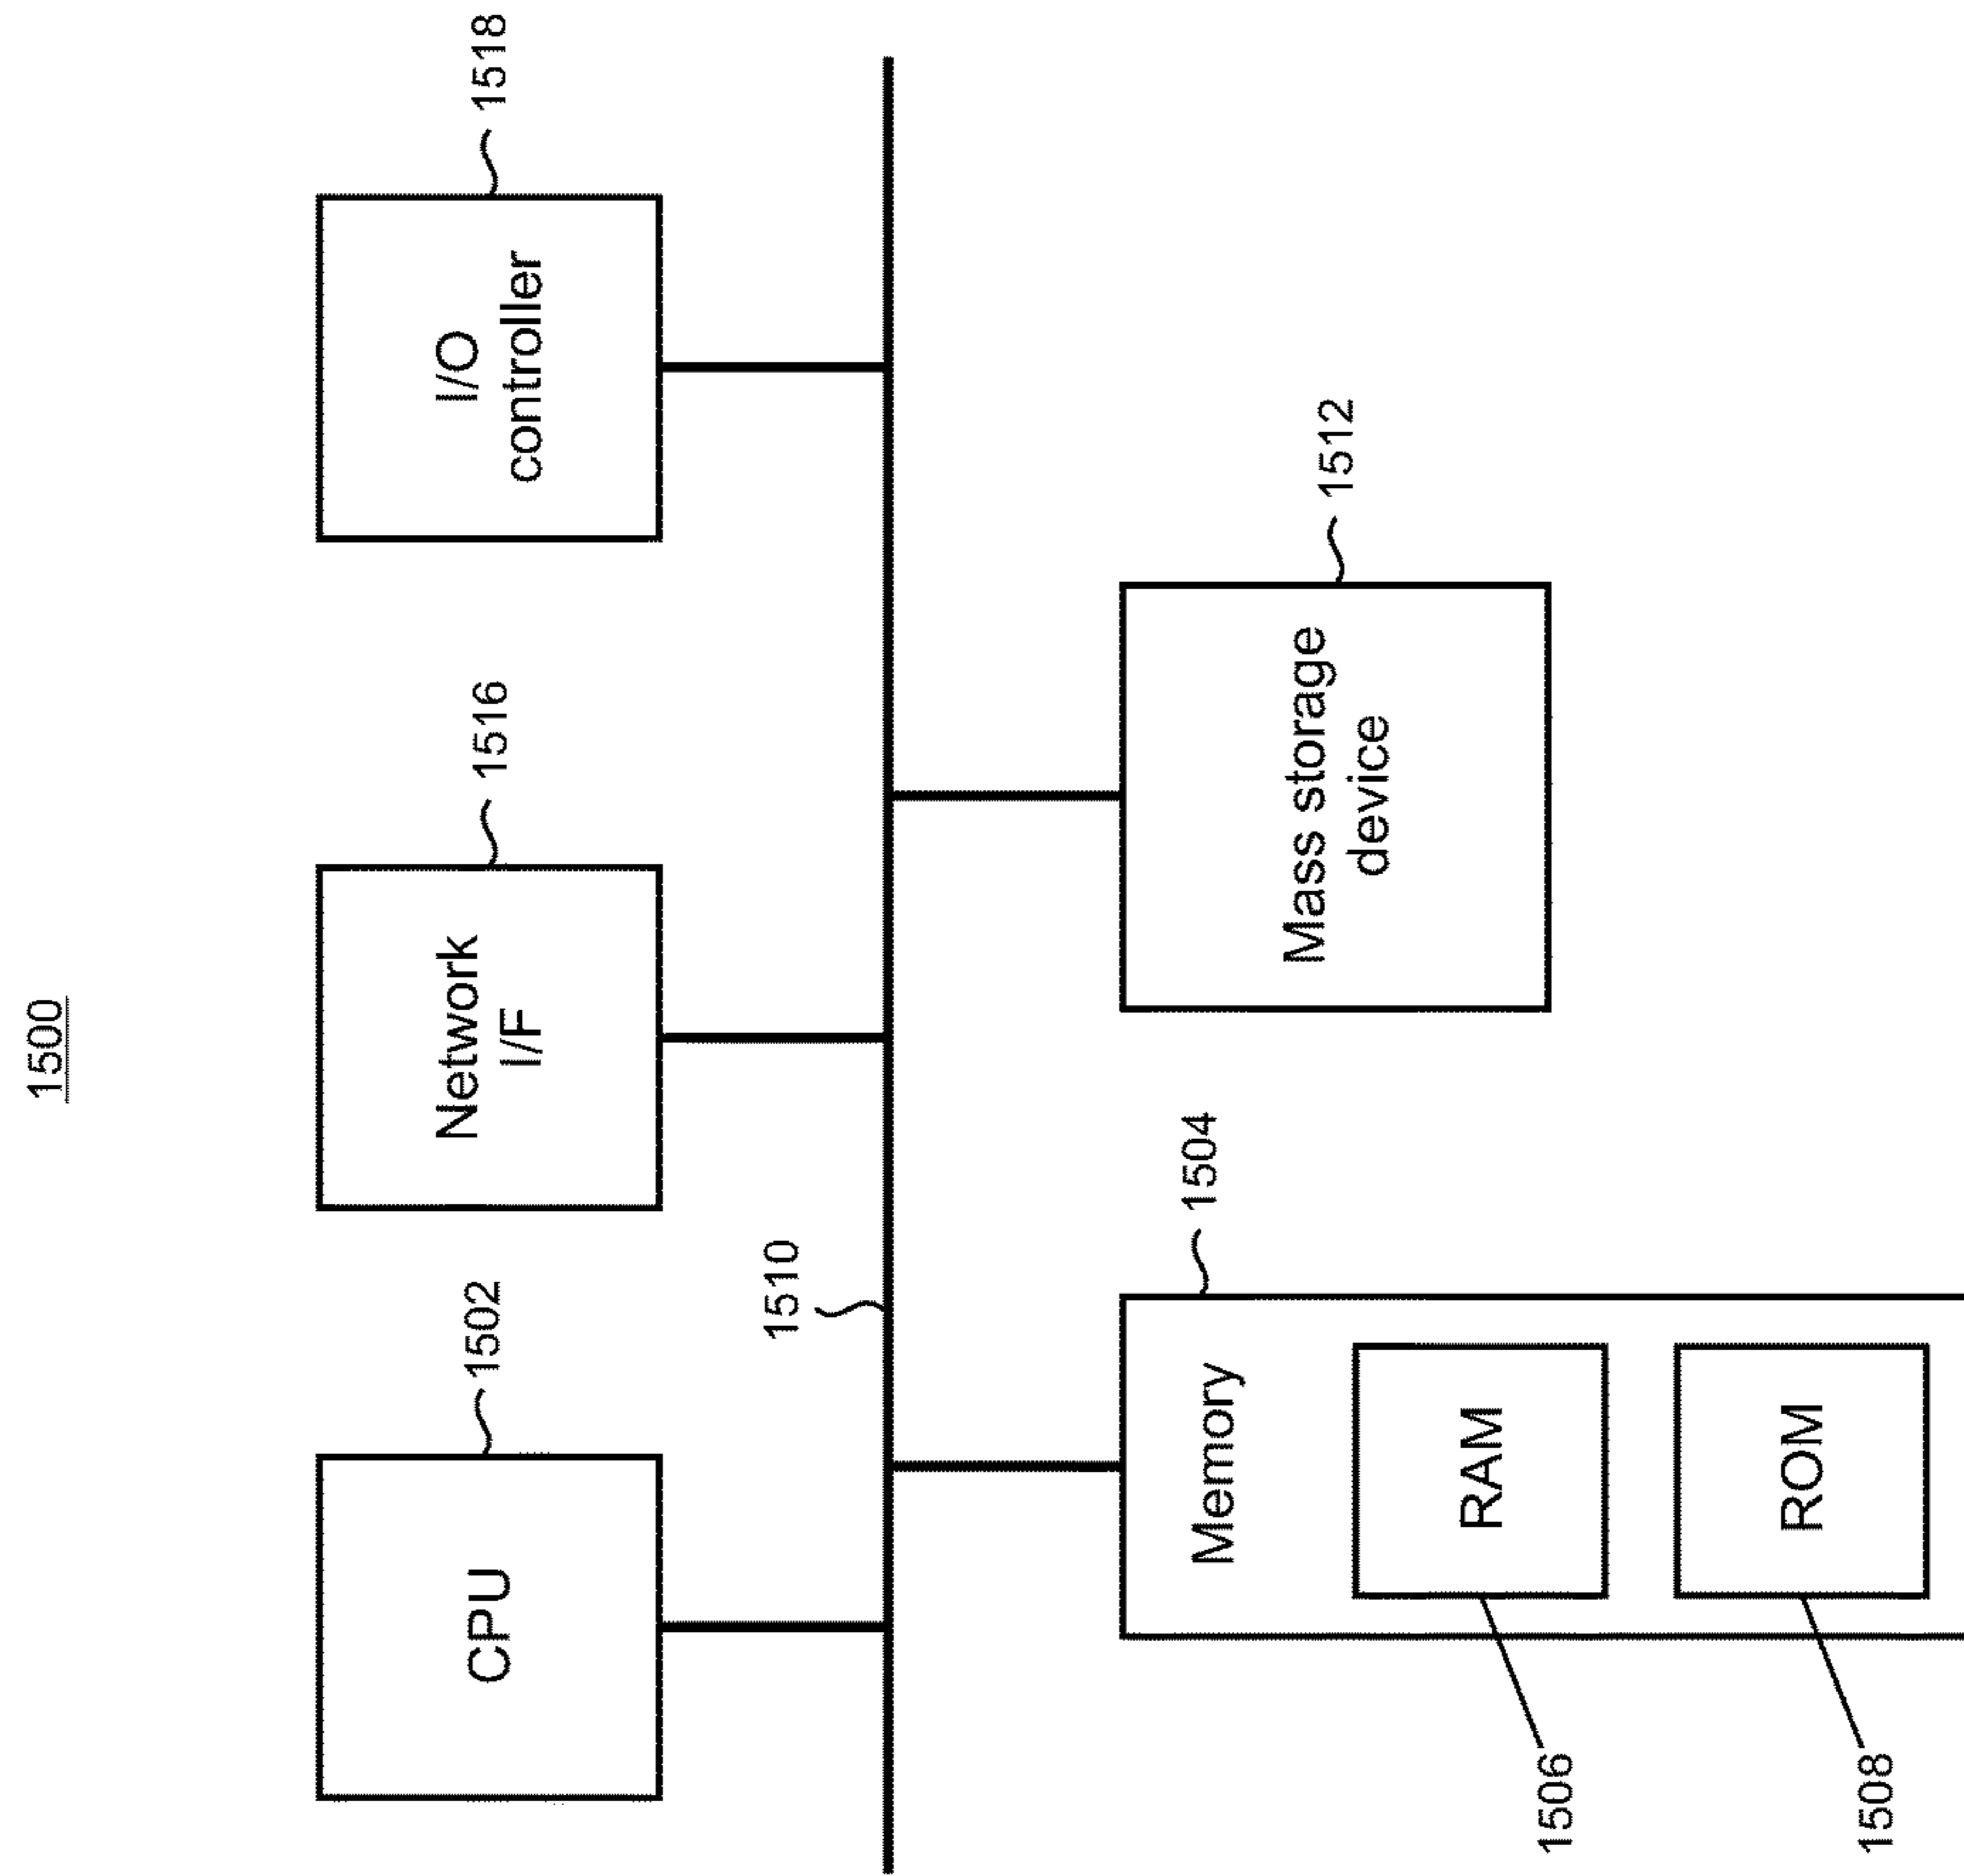 1500
CPU
1502
Network
I/F
1516
I/O
controller
1518
1510
Memory
1504
RAM
1506
ROM
1508
Mass storage
device
1512